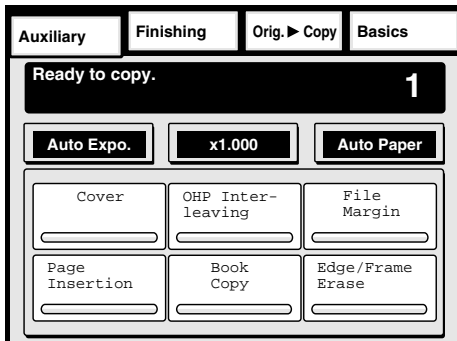 Auxiliary
Finishing
Orig.▶Copy
Basics
Ready to copy.
1
Auto Expo.
x1.000
Auto Paper
Cover
OHP Inter-
leaving
File
Margin
Page
Insertion
Book
Copy
Edge/Frame
Erase